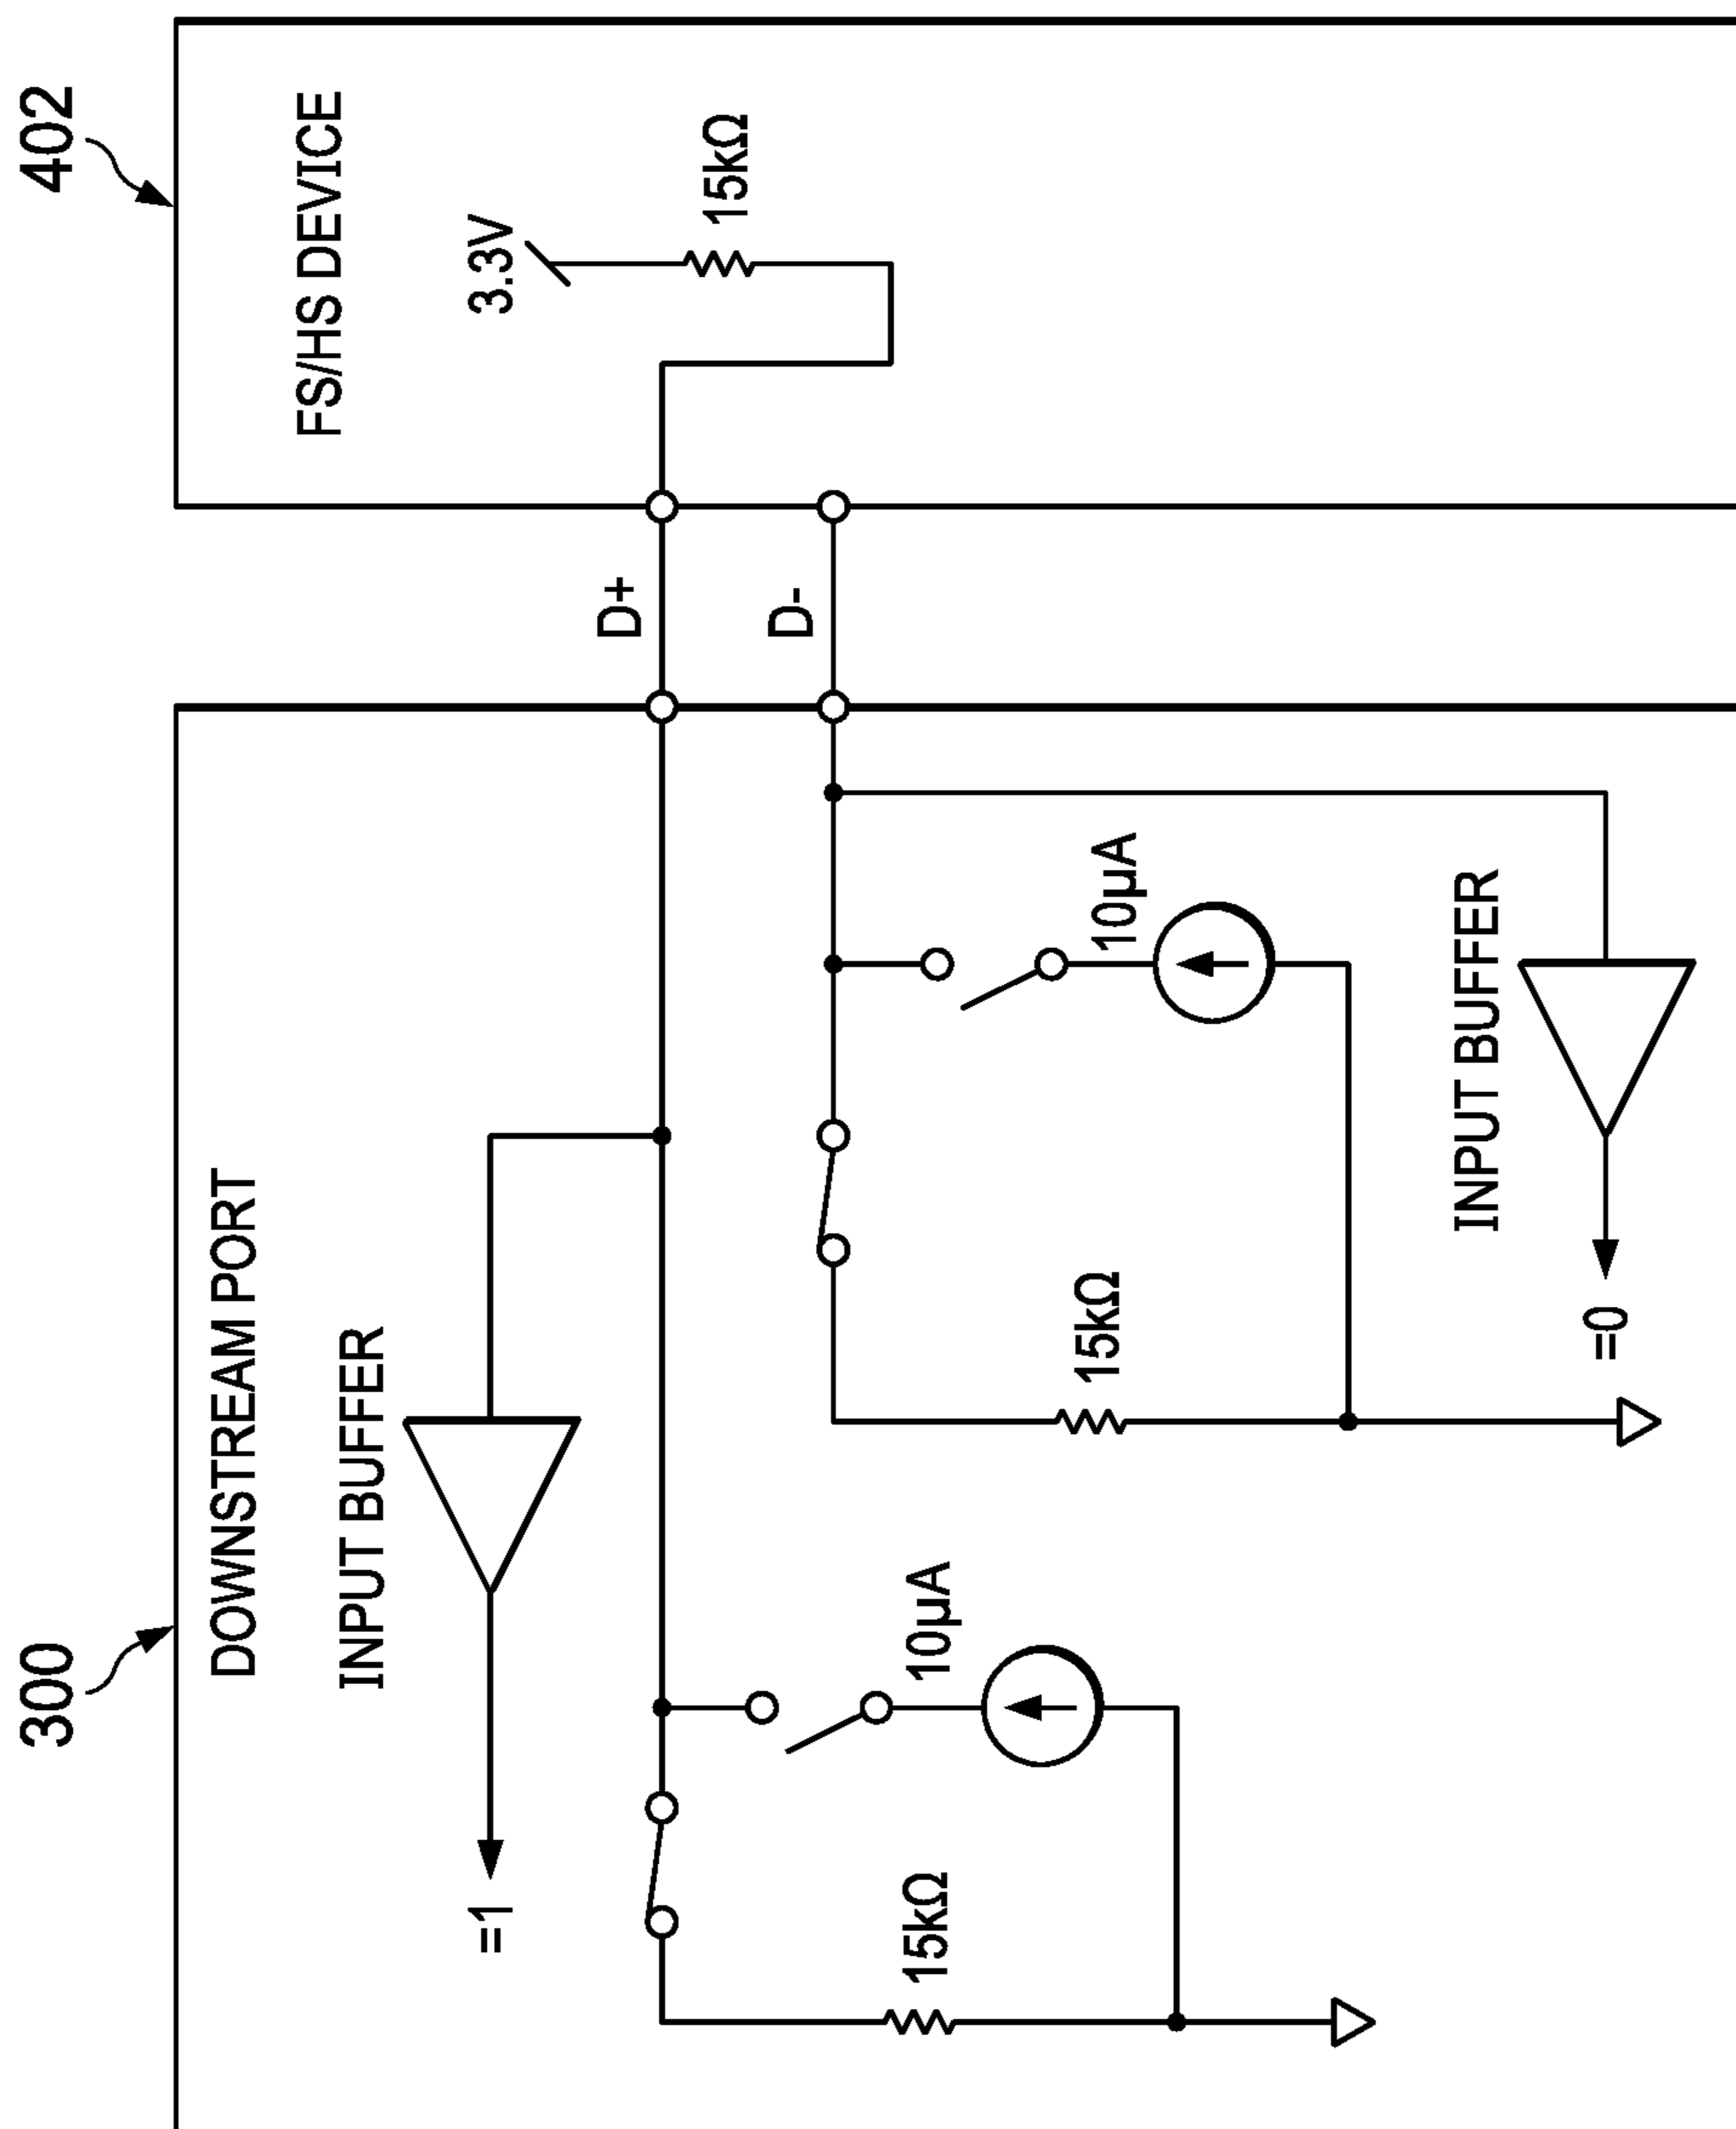 300
402
DOWNSTREAM PORT
FS/HS DEVICE
INPUT BUFFER
=1
3.3V
D+
15kΩ
D-
10µA
15kΩ
10µA
15kΩ
INPUT BUFFER
=0